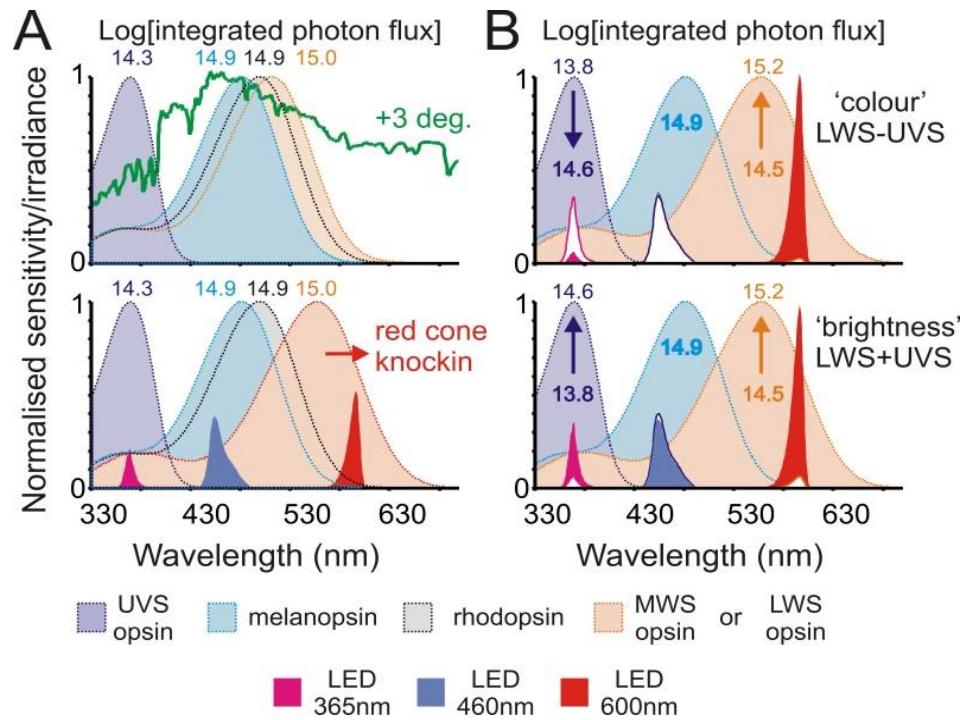 A
Log[integrated photon flux]
14.3 14.9 14.9 15.0
1
+3 deg.
0
14.3 14.9 14.9 15.0
1
red cone
knockin
0
330 430 530 630
Wavelength (nm)
Normalised sensitivity/irradiance
B
Log[integrated photon flux]
13.8 15.2
1
14.9
14.6 14.5
0
'colour'
LWS-UVS
14.6 15.2
1
14.9
13.8 14.5
0
'brightness'
LWS+UVS
330 430 530 630
Wavelength (nm)
UVS
opsin
melanopsin
rhodopsin
MWS or LWS
opsin opsin
LED
365nm
LED
460nm
LED
600nm